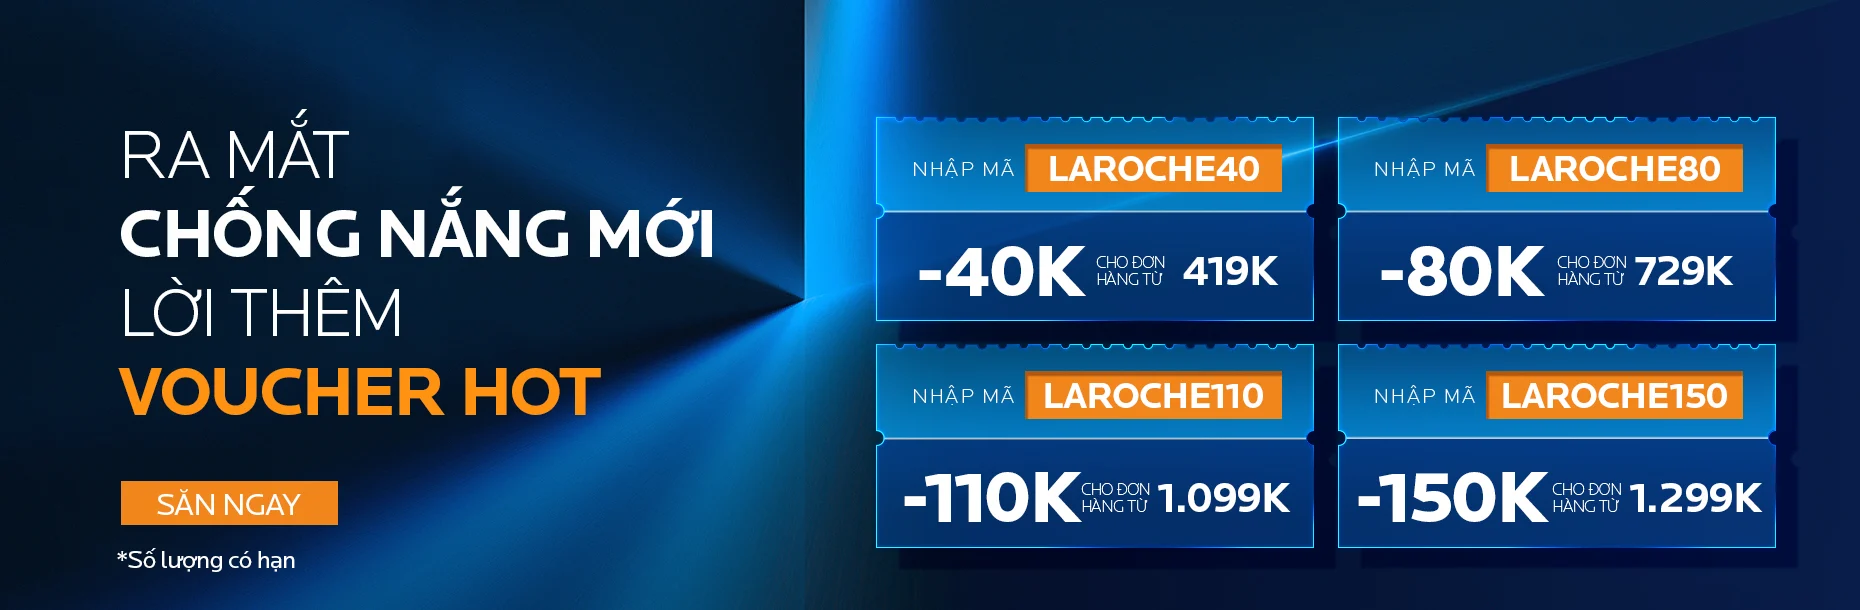 RA MẮT
CHỐNG NẮNG MỚI
LỜI THÊM
VOUCHER HOT
SĂN NGAY
*Số lượng có hạn
NHẬP MÃ LAROCHE40
-40K CHO ĐƠN HÀNG TỪ 419K
NHẬP MÃ LAROCHE80
-80K CHO ĐƠN HÀNG TỪ 729K
NHẬP MÃ LAROCHE110
-110K CHO ĐƠN HÀNG TỪ 1.099K
NHẬP MÃ LAROCHE150
-150K CHO ĐƠN HÀNG TỪ 1.299K